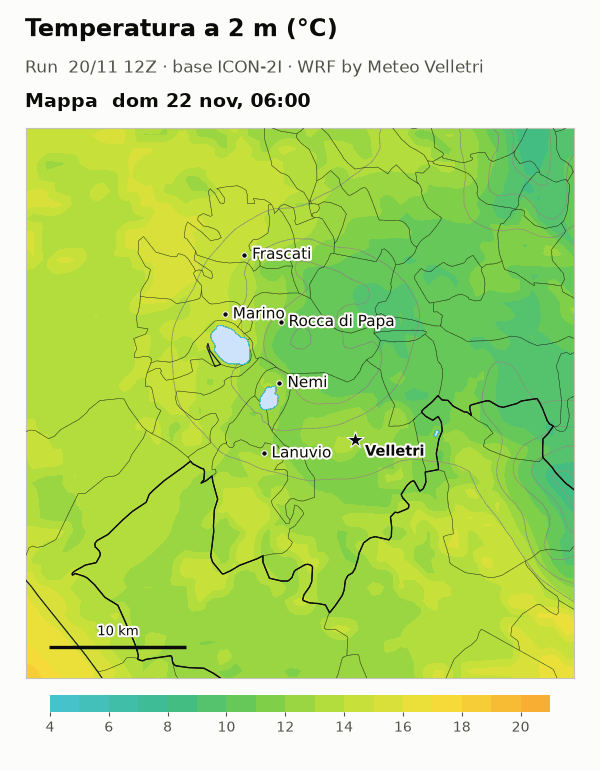 Temperatura a 2 m (°C)
Run 20/11 12Z · base ICON-2I · WRF by Meteo Velletri
Mappa dom 22 nov, 06:00
Frascati
Marino
Rocca di Papa
Nemi
Velletri
Lanuvio
10 km
4 6 8 10 12 14 16 18 20